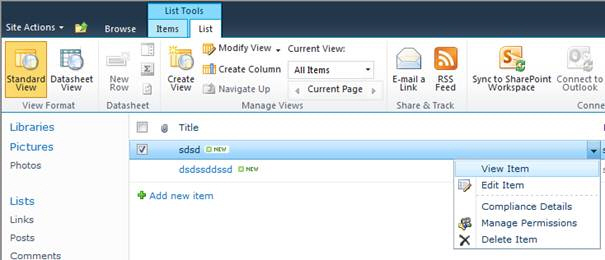 List Tools
Site Actions Browse Items List
Standard View
Datasheet View
View Format
New Row
Datasheet
Create View
Modify View
Create Column
Navigate Up
Current View:
All Items
Current Page
Manage Views
E-mail a Link
RSS Feed
Share & Track
Sync to SharePoint Workspace
Connect to Outlook
Conne
Libraries
Pictures
Photos
Lists
Links
Posts
Comments
Title
sdsd NEW
dsdssddssd NEW
Add new item
View Item
Edit Item
Compliance Details
Manage Permissions
Delete Item